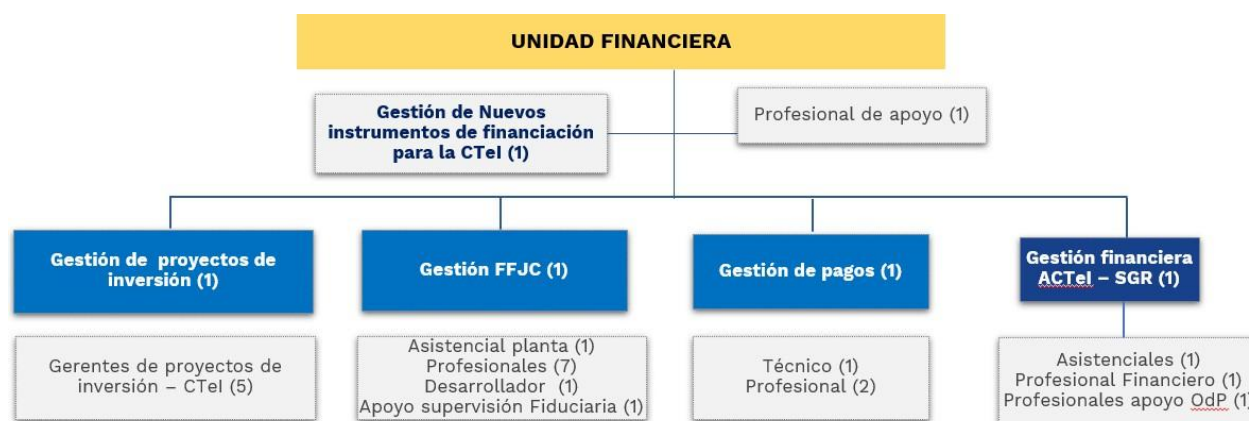 UNIDAD FINANCIERA
Gestión de Nuevos
instrumentos de financiación
para la CTeI (1)
Profesional de apoyo (1)
Gestión de proyectos de
inversión (1)
Gestión FFJC (1)
Gestión de pagos (1)
Gestión financiera
ACTeI – SGR (1)
Gerentes de proyectos de
inversión – CTeI (5)
Asistencial planta (1)
Profesionales (7)
Desarrollador (1)
Apoyo supervisión Fiduciaria (1)
Técnico (1)
Profesional (2)
Asistenciales (1)
Profesional Financiero (1)
Profesionales apoyo OdP (1)